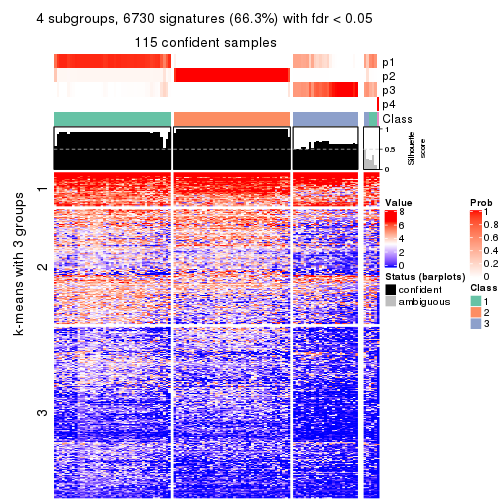 4 subgroups, 6730 signatures (66.3%) with fdr < 0.05
115 confident samples
p1
p2
p3
p4
Class
1
0.5
0
Silhouette
score
k-means with 3 groups
1
2
3
Value
8
6
4
2
0
Status (barplots)
confident
ambiguous
Prob
1
0.8
0.6
0.4
0.2
0
Class
1
2
3